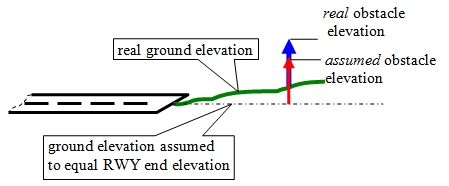 real obstacle
elevation
real ground elevation
assumed obstacle
elevation
ground elevation assumed
to equal RWY end elevation